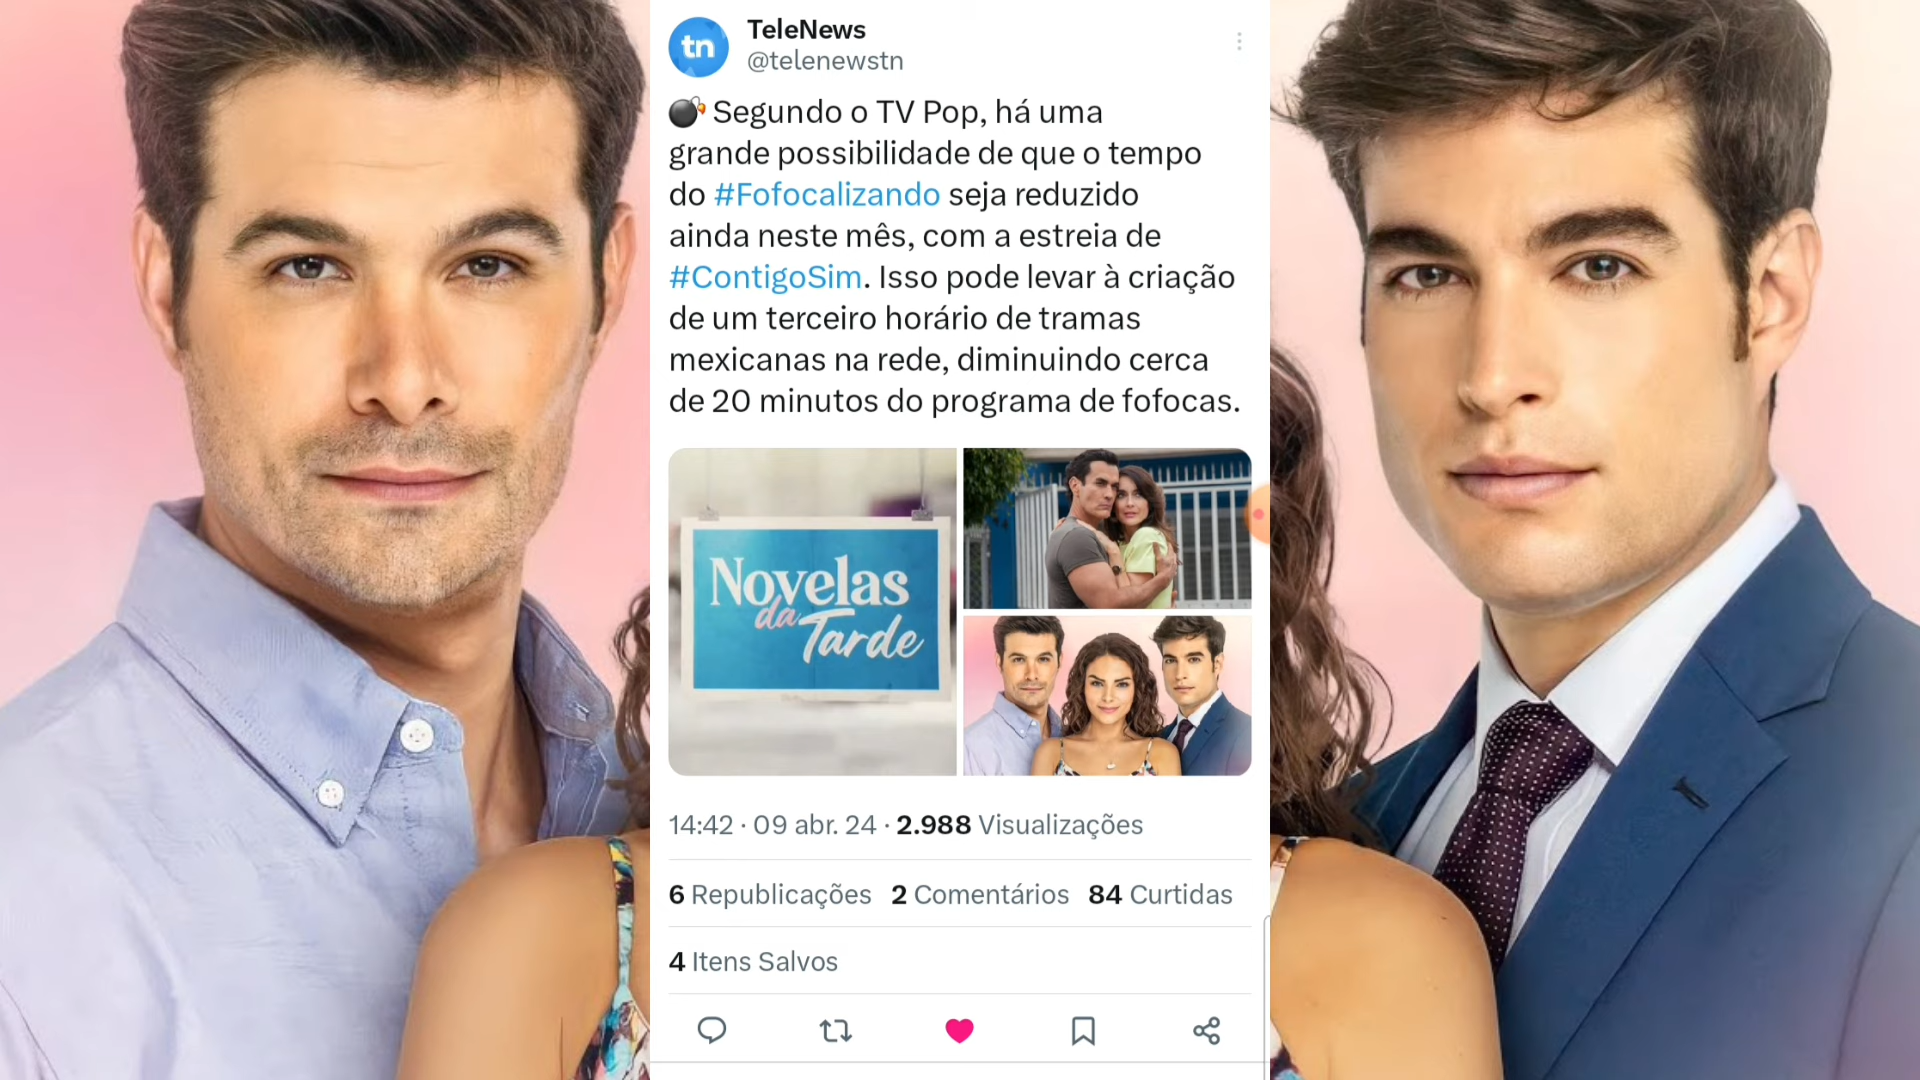 tn
TeleNews
@telenewstn
Segundo o TV Pop, há uma
grande possibilidade de que o tempo
do #Fofocalizando seja reduzido
ainda neste mês, com a estreia de
#ContigoSim. Isso pode levar à criação
de um terceiro horário de tramas
mexicanas na rede, diminuindo cerca
de 20 minutos do programa de fofocas.
Novelas
da
Tarde
14:42 · 09 abr. 24 · 2.988 Visualizações
6 Republicações 2 Comentários 84 Curtidas
4 Itens Salvos